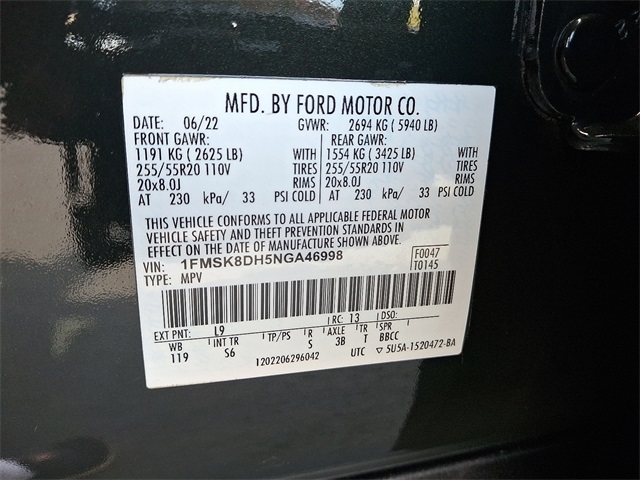 MFD. BY FORD MOTOR CO.
DATE: 06/22 GVWR: 2694 KG ( 5940 LB)
FRONT GAWR: REAR GAWR:
1191 KG ( 2625 LB) WITH 1554 KG ( 3425 LB) WITH
255/55R20 110V TIRES 255/55R20 110V TIRES
20x8.0J RIMS 20x8.0J RIMS
AT 230 kPa/ 33 PSI COLD AT 230 kPa/ 33 PSI COLD
THIS VEHICLE CONFORMS TO ALL APPLICABLE FEDERAL MOTOR
VEHICLE SAFETY AND THEFT PREVENTION STANDARDS IN
EFFECT ON THE DATE OF MANUFACTURE SHOWN ABOVE.
VIN: 1FMSK8DH5NGA46998 F0047
TYPE: MPV T0145
EXT PNT: L9 RC: 13 DSO:
WB INT TR TP/PS R AXLE TR SPR
119 S6 S 3B T BBCC
1202206296042 UTC ▽ 5U5A-1520472-BA